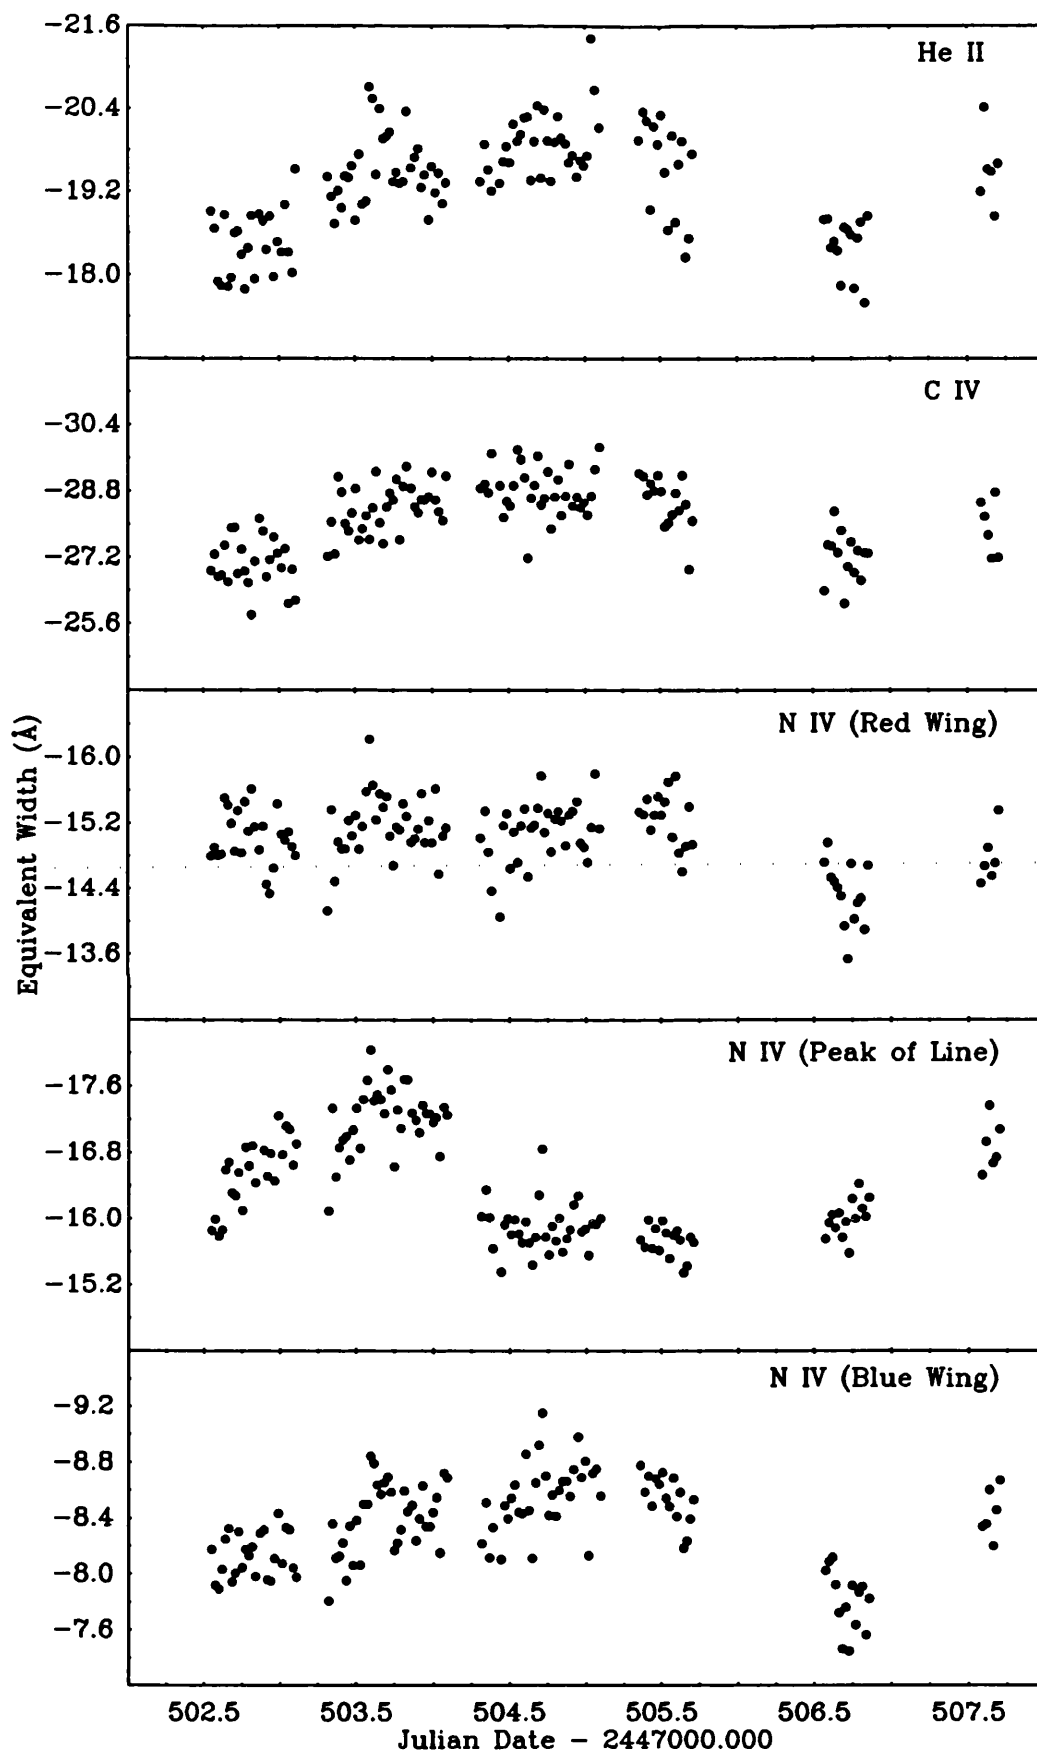 He II
−21.6
−20.4
−19.2
−18.0
C IV
−30.4
−28.8
−27.2
−25.6
N IV (Red Wing)
−16.0
−15.2
−14.4
−13.6
N IV (Peak of Line)
−17.6
−16.8
−16.0
−15.2
N IV (Blue Wing)
−9.2
−8.8
−8.4
−8.0
−7.6
Equivalent Width (Å)
502.5 503.5 504.5 505.5 506.5 507.5
Julian Date − 2447000.000